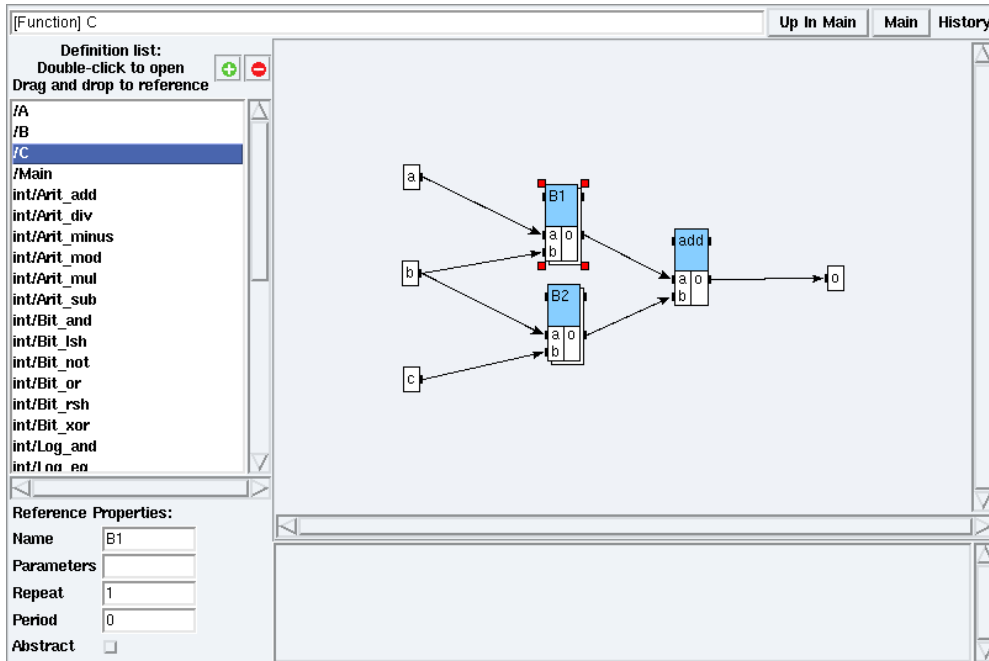 [Function] C
Up In Main
Main
History
Definition list:
Double-click to open
Drag and drop to reference
/A
/B
/C
/Main
int/Arit_add
int/Arit_div
int/Arit_minus
int/Arit_mod
int/Arit_mul
int/Arit_sub
int/Bit_and
int/Bit_lsh
int/Bit_not
int/Bit_or
int/Bit_rsh
int/Bit_xor
int/Log_and
int/Log_eq
Reference Properties:
Name B1
Parameters
Repeat 1
Period 0
Abstract
a
b
c
B1
a o
b
B2
a o
b
add
a o
b
o